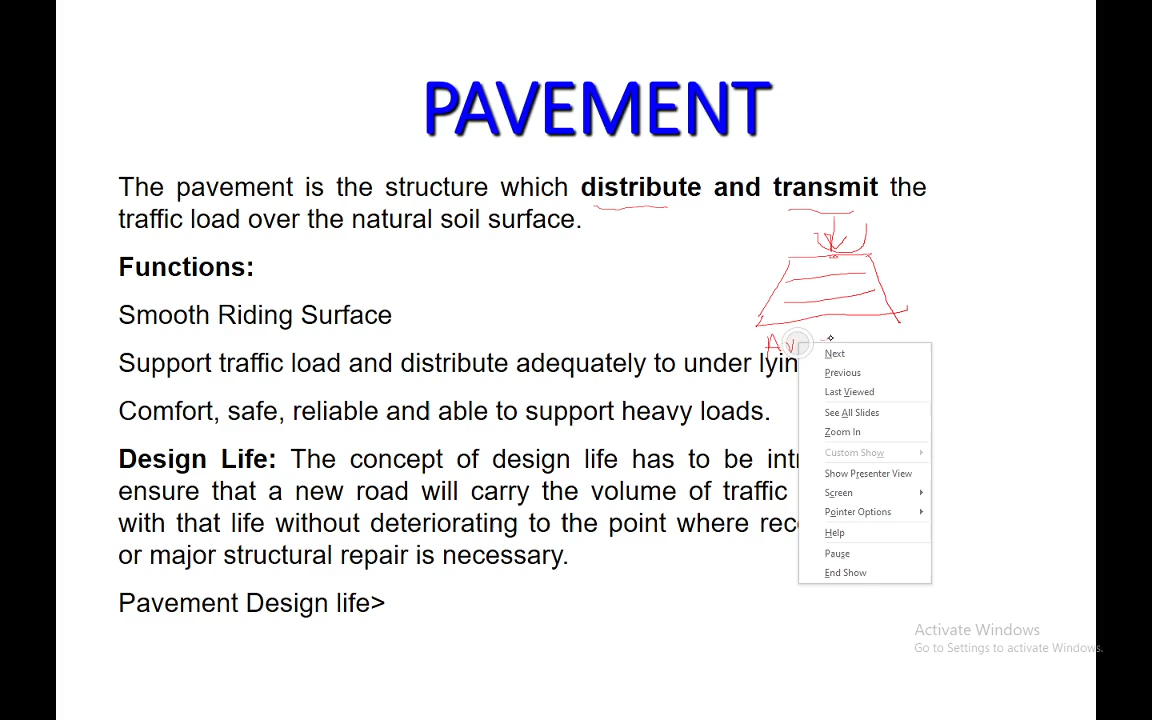 PAVEMENT
The pavement is the structure which distribute and transmit the
traffic load over the natural soil surface.
Functions:
Smooth Riding Surface
Support traffic load and distribute adequately to under
Comfort, safe, reliable and able to support heavy loads.
Design Life: The concept of design life has to be
ensure that a new road will carry the volume of traffic
with that life without deteriorating to the point where
or major structural repair is necessary.
Pavement Design life>
Next
Previous
Last Viewed
See All Slides
Zoom In
Custom Show
Show Presenter View
Screen
Pointer Options
Help
Pause
End Show
Activate Windows
Go to Settings to activate Windows.